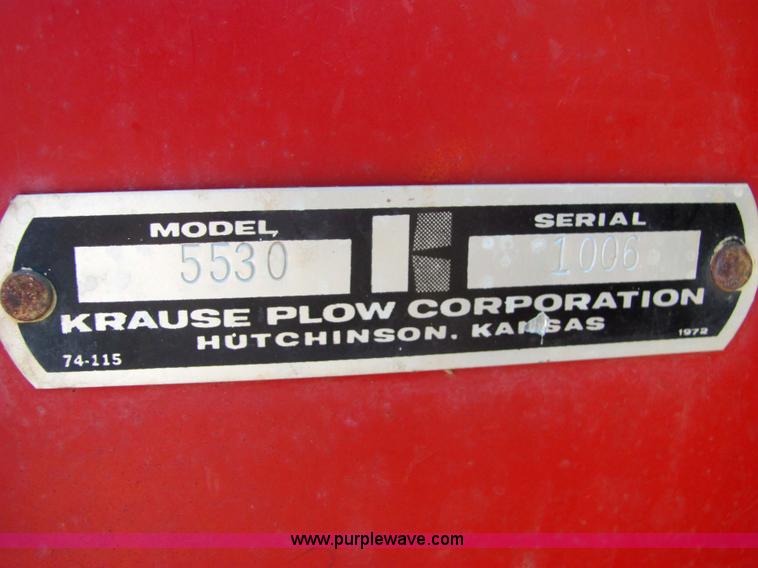 MODEL SERIAL
5530 1006
KRAUSE PLOW CORPORATION
HUTCHINSON, KANSAS
74-115 1972
www.purplewave.com